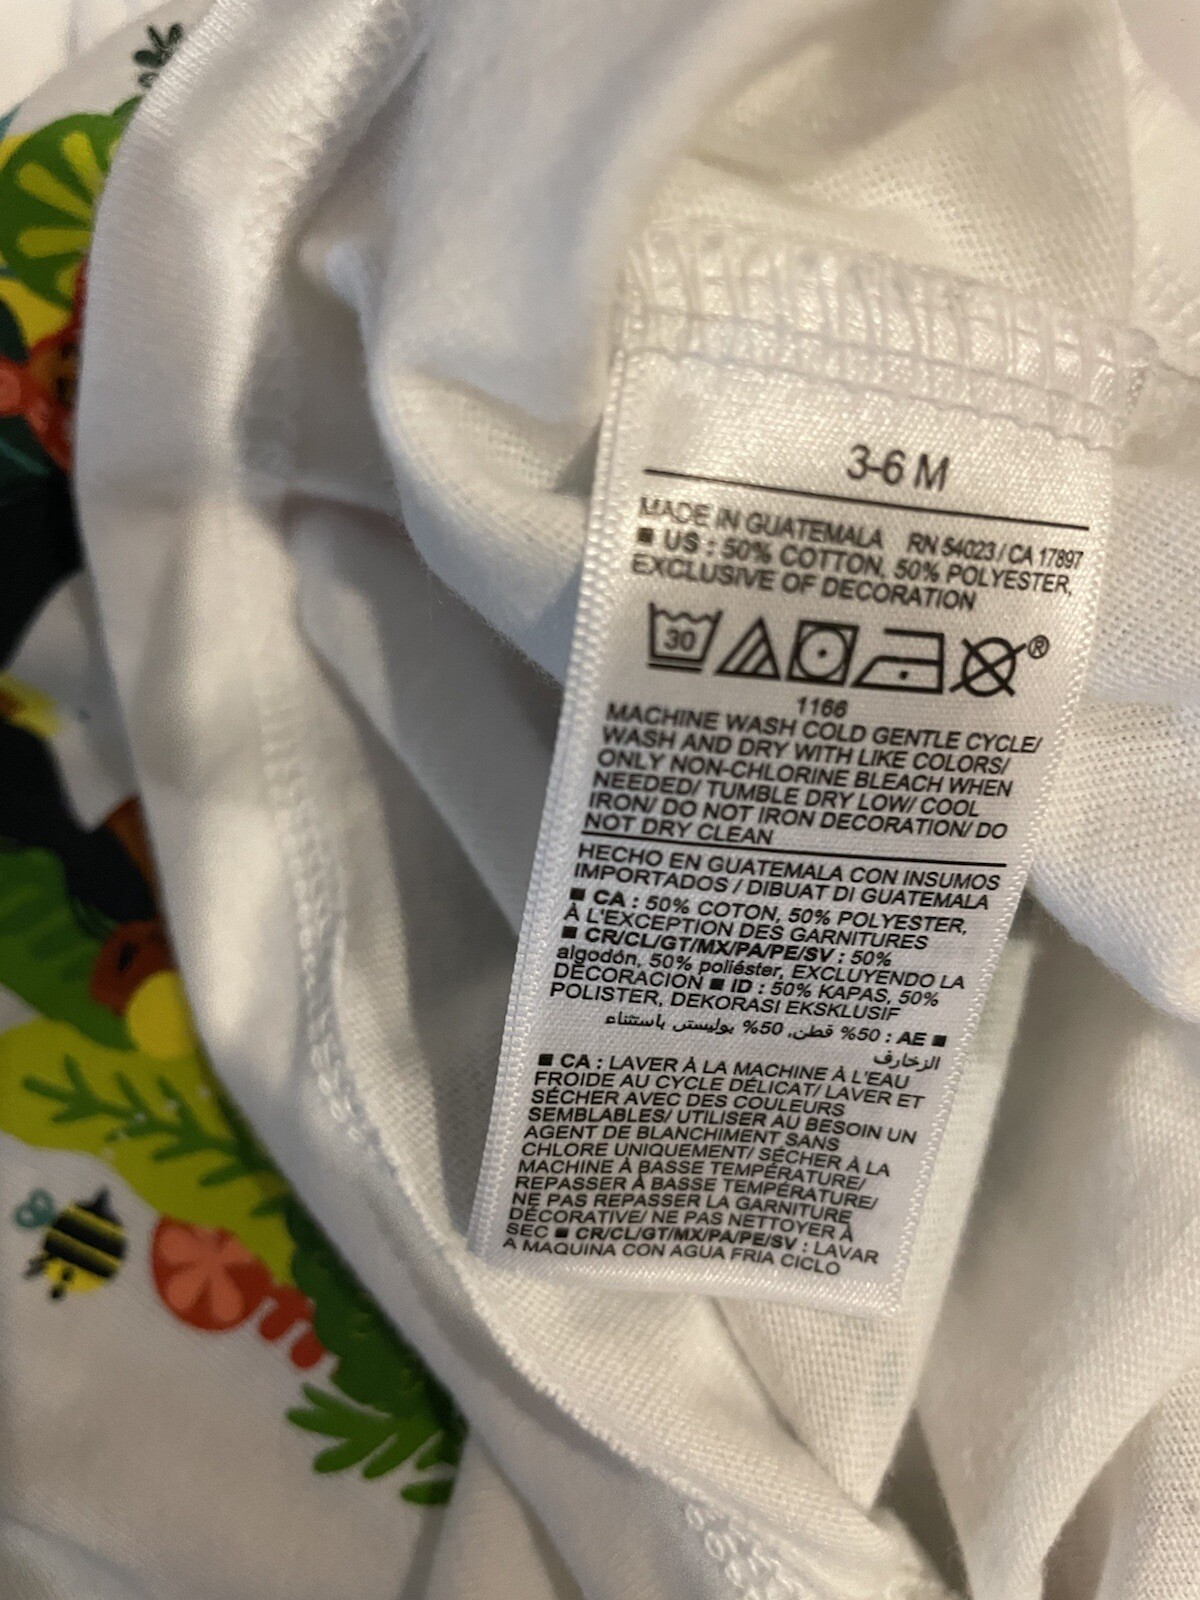 3-6 M
MADE IN GUATEMALA RN 54023 / CA 17897
■ US : 50% COTTON, 50% POLYESTER,
EXCLUSIVE OF DECORATION
30
®
1166
MACHINE WASH COLD GENTLE CYCLE/
WASH AND DRY WITH LIKE COLORS/
ONLY NON-CHLORINE BLEACH WHEN
NEEDED/ TUMBLE DRY LOW/ COOL
IRON/ DO NOT IRON DECORATION/ DO
NOT DRY CLEAN
HECHO EN GUATEMALA CON INSUMOS
IMPORTADOS / DIBUAT DI GUATEMALA
■ CA : 50% COTON, 50% POLYESTER,
À L'EXCEPTION DES GARNITURES
■ CR/CL/GT/MX/PA/PE/SV : 50%
algodón, 50% poliéster, EXCLUYENDO LA
DECORACIÓN ■ ID : 50% KAPAS, 50%
POLISTER, DEKORASI EKSKLUSIF
■ AE : 50% قطن, 50% بوليستر باستثناء
الزخارف
■ CA : LAVER À LA MACHINE À L'EAU
FROIDE AU CYCLE DÉLICAT/ LAVER ET
SÉCHER AVEC DES COULEURS
SEMBLABLES/ UTILISER AU BESOIN UN
AGENT DE BLANCHIMENT SANS
CHLORE UNIQUEMENT/ SÉCHER À LA
MACHINE À BASSE TEMPÉRATURE/
REPASSER À BASSE TEMPÉRATURE/
NE PAS REPASSER LA GARNITURE
DÉCORATIVE/ NE PAS NETTOYER À
SEC ■ CR/CL/GT/MX/PA/PE/SV : LAVAR
A MAQUINA CON AGUA FRIA CICLO